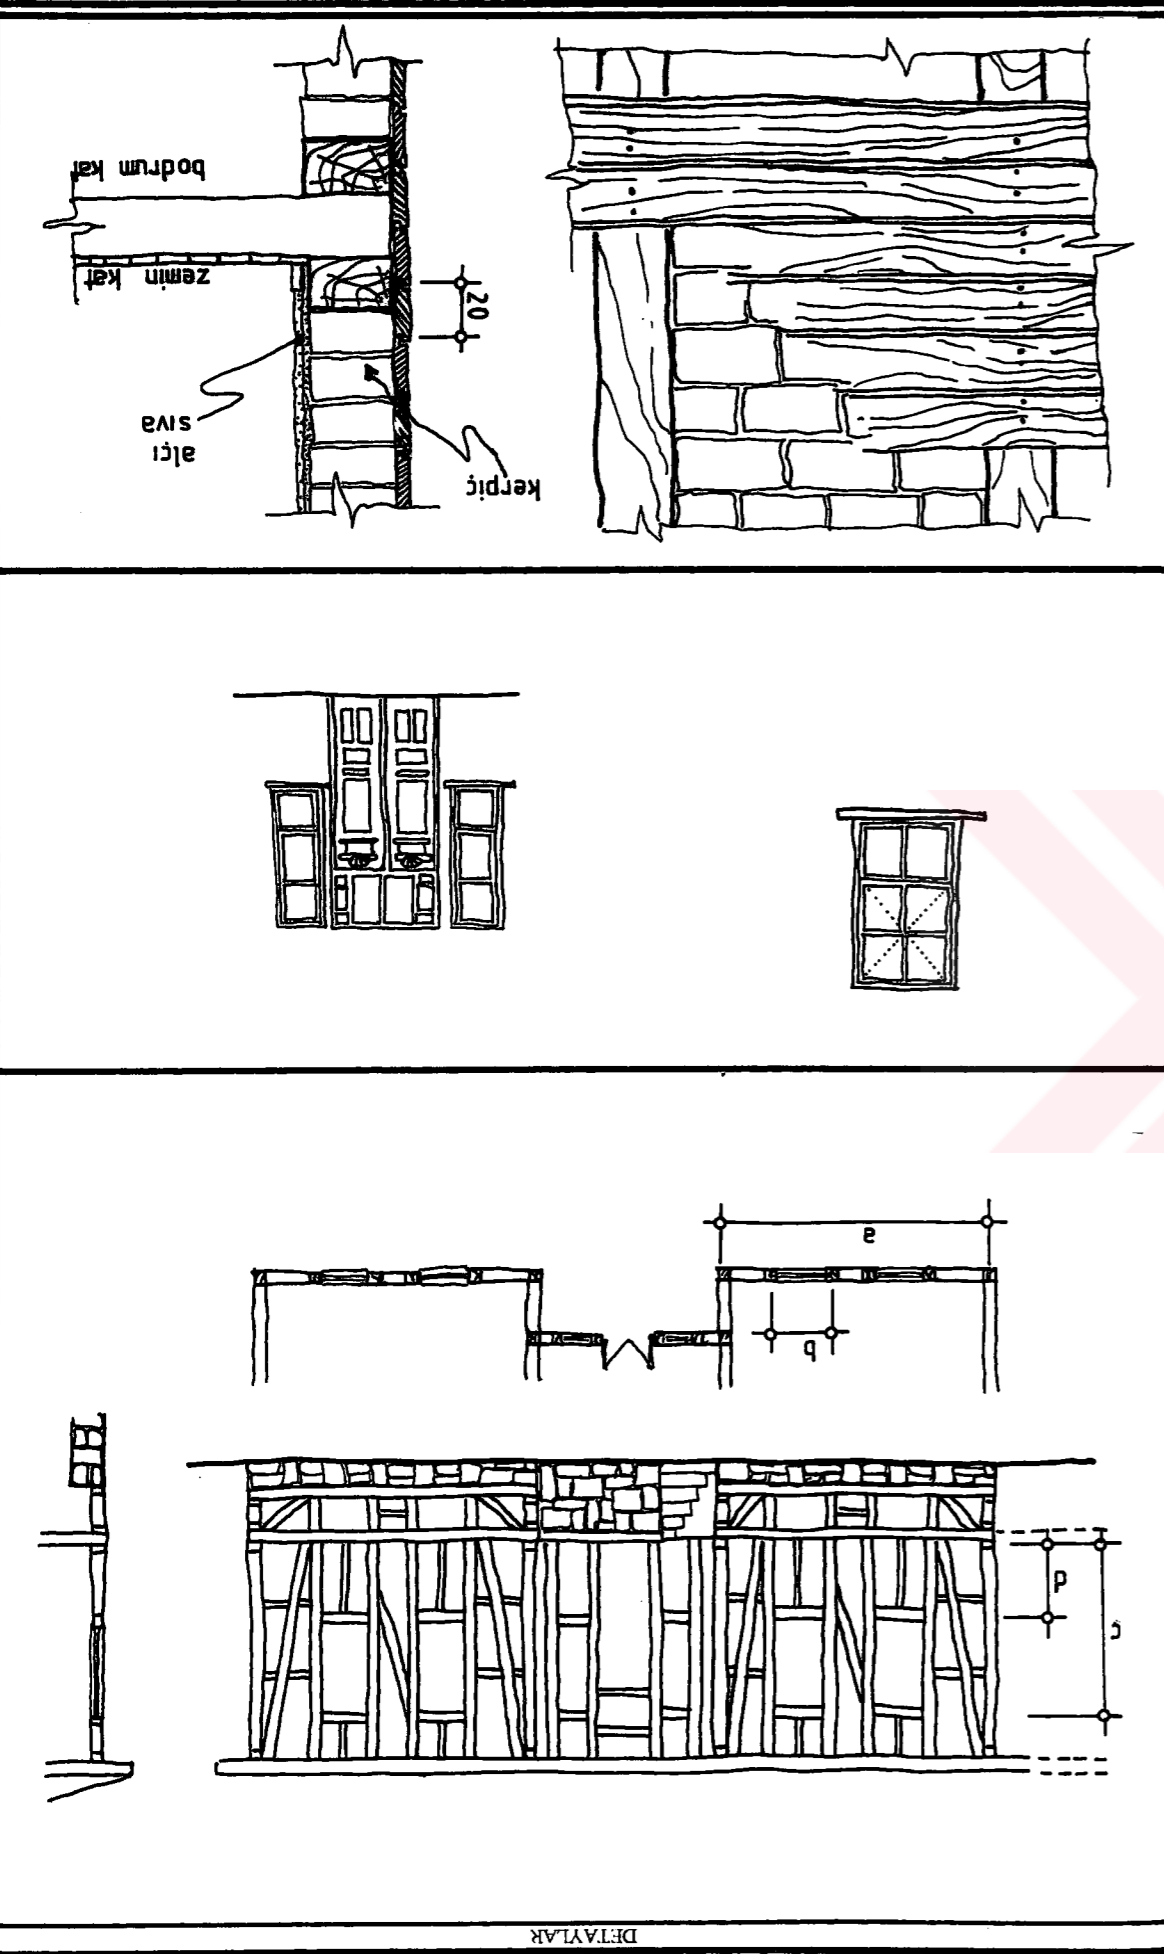 DETAYLAR
c
d
b
a
kerpiç
alçı
sıva
20
zemin kat
bodrum kat